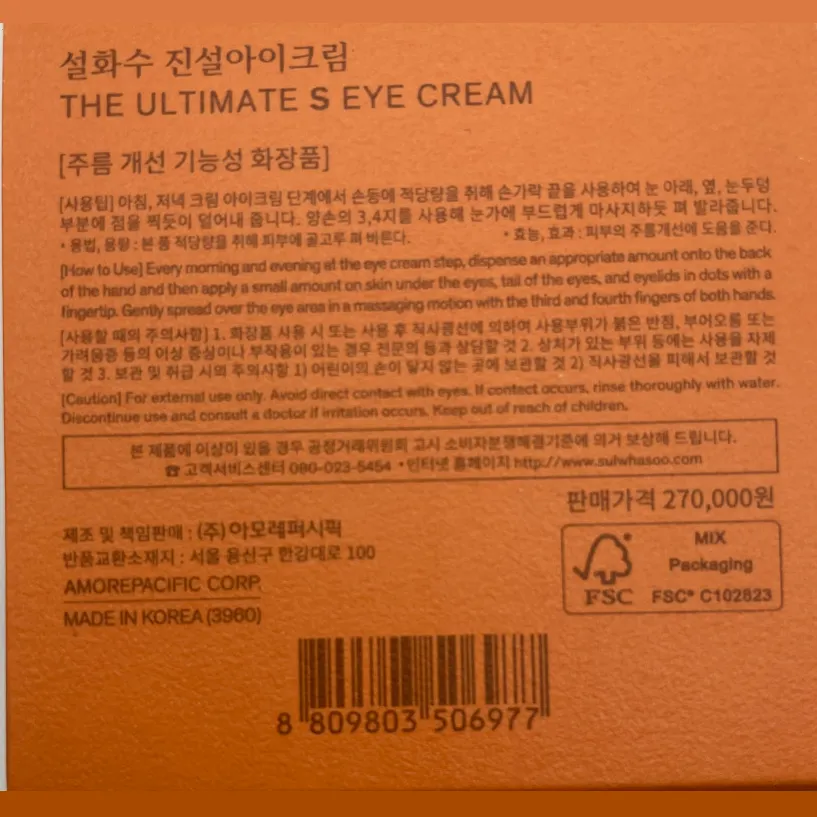 설화수 진설아이크림
THE ULTIMATE S EYE CREAM
[주름 개선 기능성 화장품]
[사용팁] 아침, 저녁 크림 아이크림 단계에서 손등에 적당량을 취해 손가락 끝을 사용하여 눈 아래, 옆, 눈두덩
부분에 점을 찍듯이 덜어내 줍니다. 양손의 3,4지를 사용해 눈가에 부드럽게 마사지하듯 펴 발라줍니다.
• 용법, 용량 : 본 품 적당량을 취해 피부에 골고루 펴 바른다. • 효능, 효과 : 피부의 주름개선에 도움을 준다.
[How to Use] Every morning and evening at the eye cream step, dispense an appropriate amount onto the back
of the hand and then apply a small amount on skin under the eyes, tail of the eyes, and eyelids in dots with a
fingertip. Gently spread over the eye area in a massaging motion with the third and fourth fingers of both hands.
[사용할 때의 주의사항] 1. 화장품 사용 시 또는 사용 후 직사광선에 의하여 사용부위가 붉은 반점, 부어오름 또는
가려움증 등의 이상 증상이나 부작용이 있는 경우 전문의 등과 상담할 것 2. 상처가 있는 부위 등에는 사용을 자제
할 것 3. 보관 및 취급 시의 주의사항 1) 어린이의 손이 닿지 않는 곳에 보관할 것 2) 직사광선을 피해서 보관할 것
[Caution] For external use only. Avoid direct contact with eyes. If contact occurs, rinse thoroughly with water.
Discontinue use and consult a doctor if irritation occurs. Keep out of reach of children.
본 제품에 이상이 있을 경우 공정거래위원회 고시 소비자분쟁해결기준에 의거 보상해 드립니다.
☎ 고객서비스센터 080-023-5454 • 인터넷 홈페이지 http://www.sulwhasoo.com
판매가격 270,000원
제조 및 책임판매 : (주) 아모레퍼시픽
반품교환소재지 : 서울 용산구 한강대로 100
AMOREPACIFIC CORP.
MADE IN KOREA (3960)
MIX
Packaging
FSC FSC® C102823
8 809803 506977